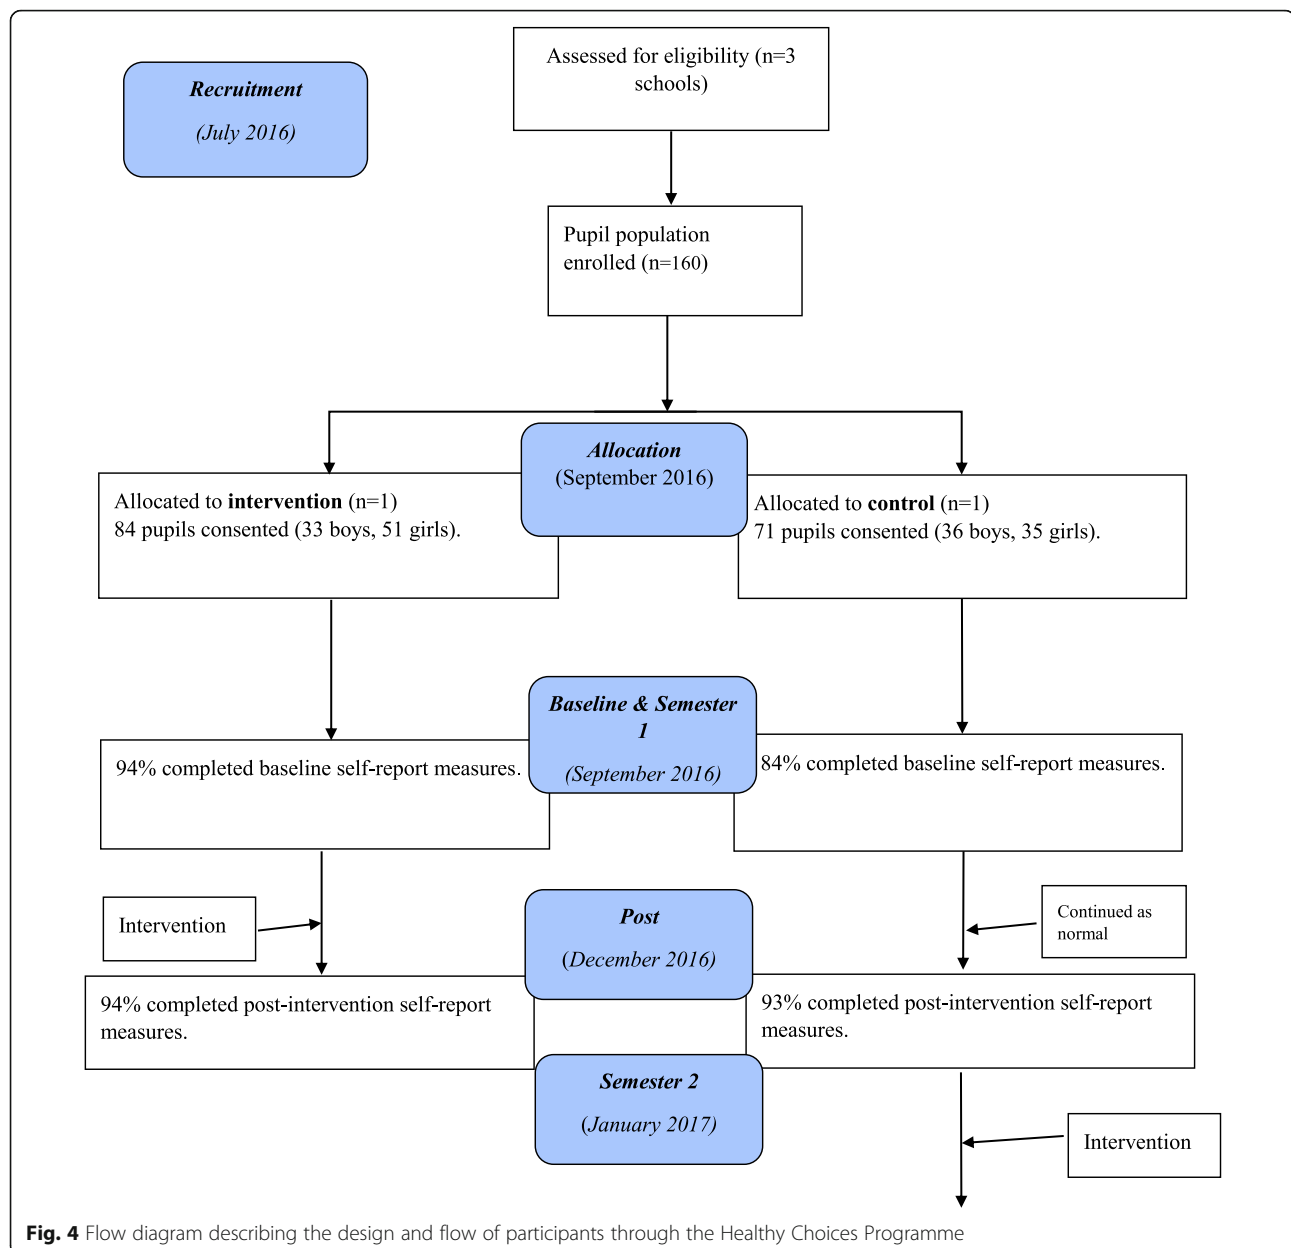 Assessed for eligibility (n=3
schools)
Recruitment
(July 2016)
Pupil population
enrolled (n=160)
Allocation
(September 2016)
Allocated to intervention (n=1)
84 pupils consented (33 boys, 51 girls).
Allocated to control (n=1)
71 pupils consented (36 boys, 35 girls).
Baseline & Semester
1
(September 2016)
94% completed baseline self-report measures.
84% completed baseline self-report measures.
Intervention
Post
(December 2016)
Continued as
normal
94% completed post-intervention self-report
measures.
93% completed post-intervention self-report
measures.
Semester 2
(January 2017)
Intervention
Fig. 4 Flow diagram describing the design and flow of participants through the Healthy Choices Programme